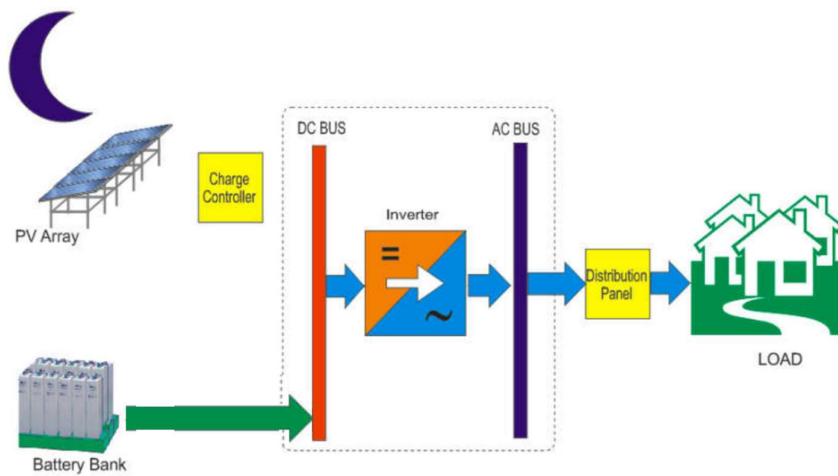 DC BUS
AC BUS
Charge
Controller
PV Array
Inverter
=
~
Distribution
Panel
LOAD
Battery Bank